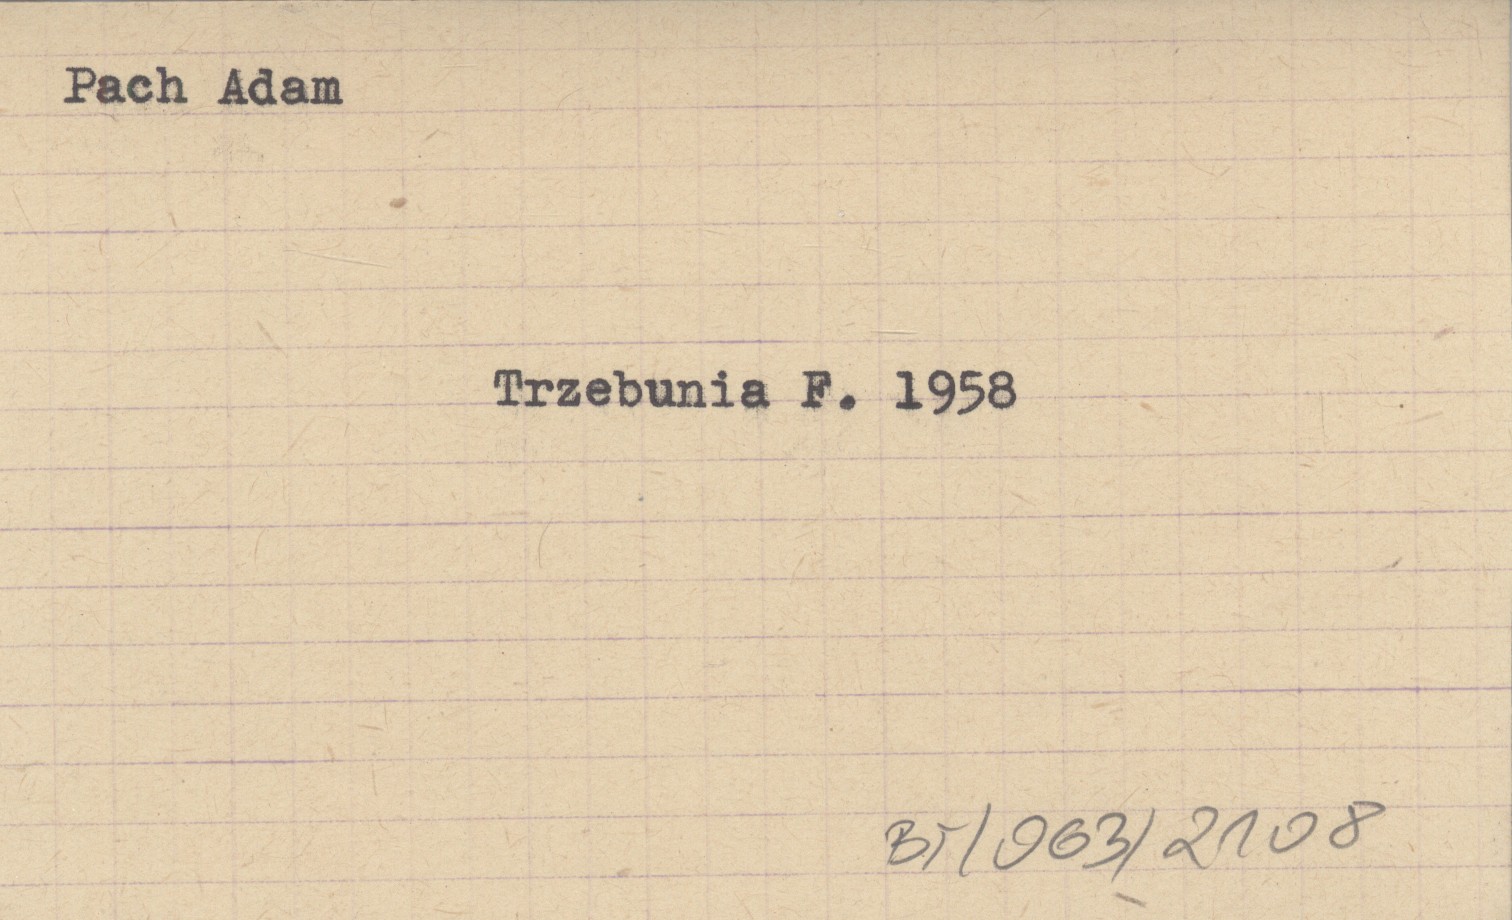 Pach Adam
Trzebunia F. 1958
BT/063/2108